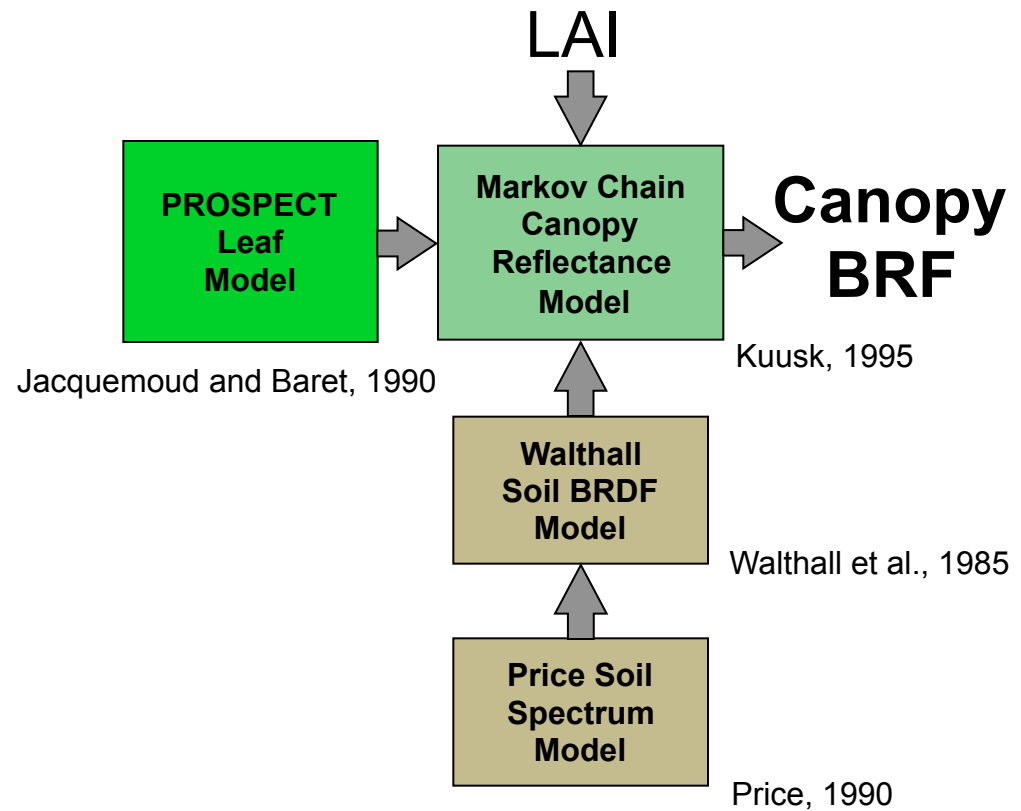 LAI
PROSPECT
Leaf
Model
Markov Chain
Canopy
Reflectance
Model
Canopy
BRF
Jacquemoud and Baret, 1990
Kuusk, 1995
Walthall
Soil BRDF
Model
Walthall et al., 1985
Price Soil
Spectrum
Model
Price, 1990